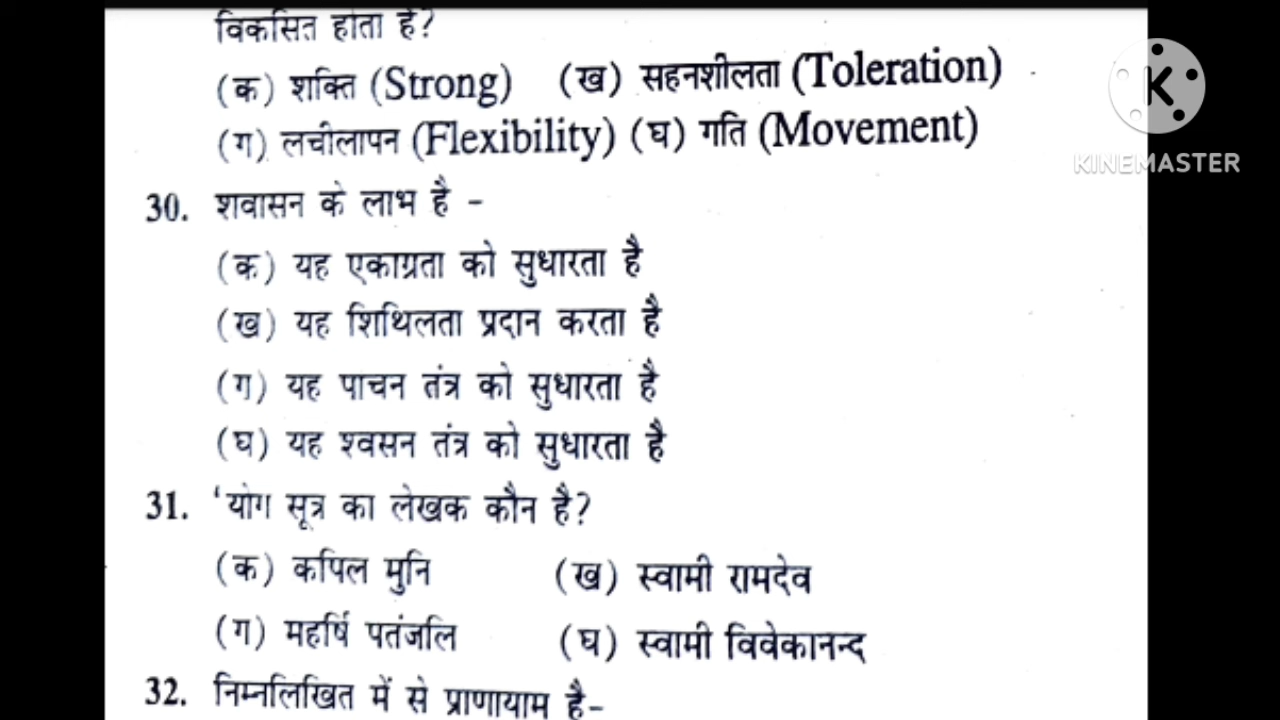 विकसित होता है?
(क) शक्ति (Strong) (ख) सहनशीलता (Toleration)
(ग) लचीलापन (Flexibility) (घ) गति (Movement)
30. शवासन के लाभ है -
(क) यह एकाग्रता को सुधारता है
(ख) यह शिथिलता प्रदान करता है
(ग) यह पाचन तंत्र को सुधारता है
(घ) यह श्वसन तंत्र को सुधारता है
31. 'योग सूत्र का लेखक कौन है?
(क) कपिल मुनि (ख) स्वामी रामदेव
(ग) महर्षि पतंजलि (घ) स्वामी विवेकानन्द
32. निम्नलिखित में से प्राणायाम है-
K
KINEMASTER